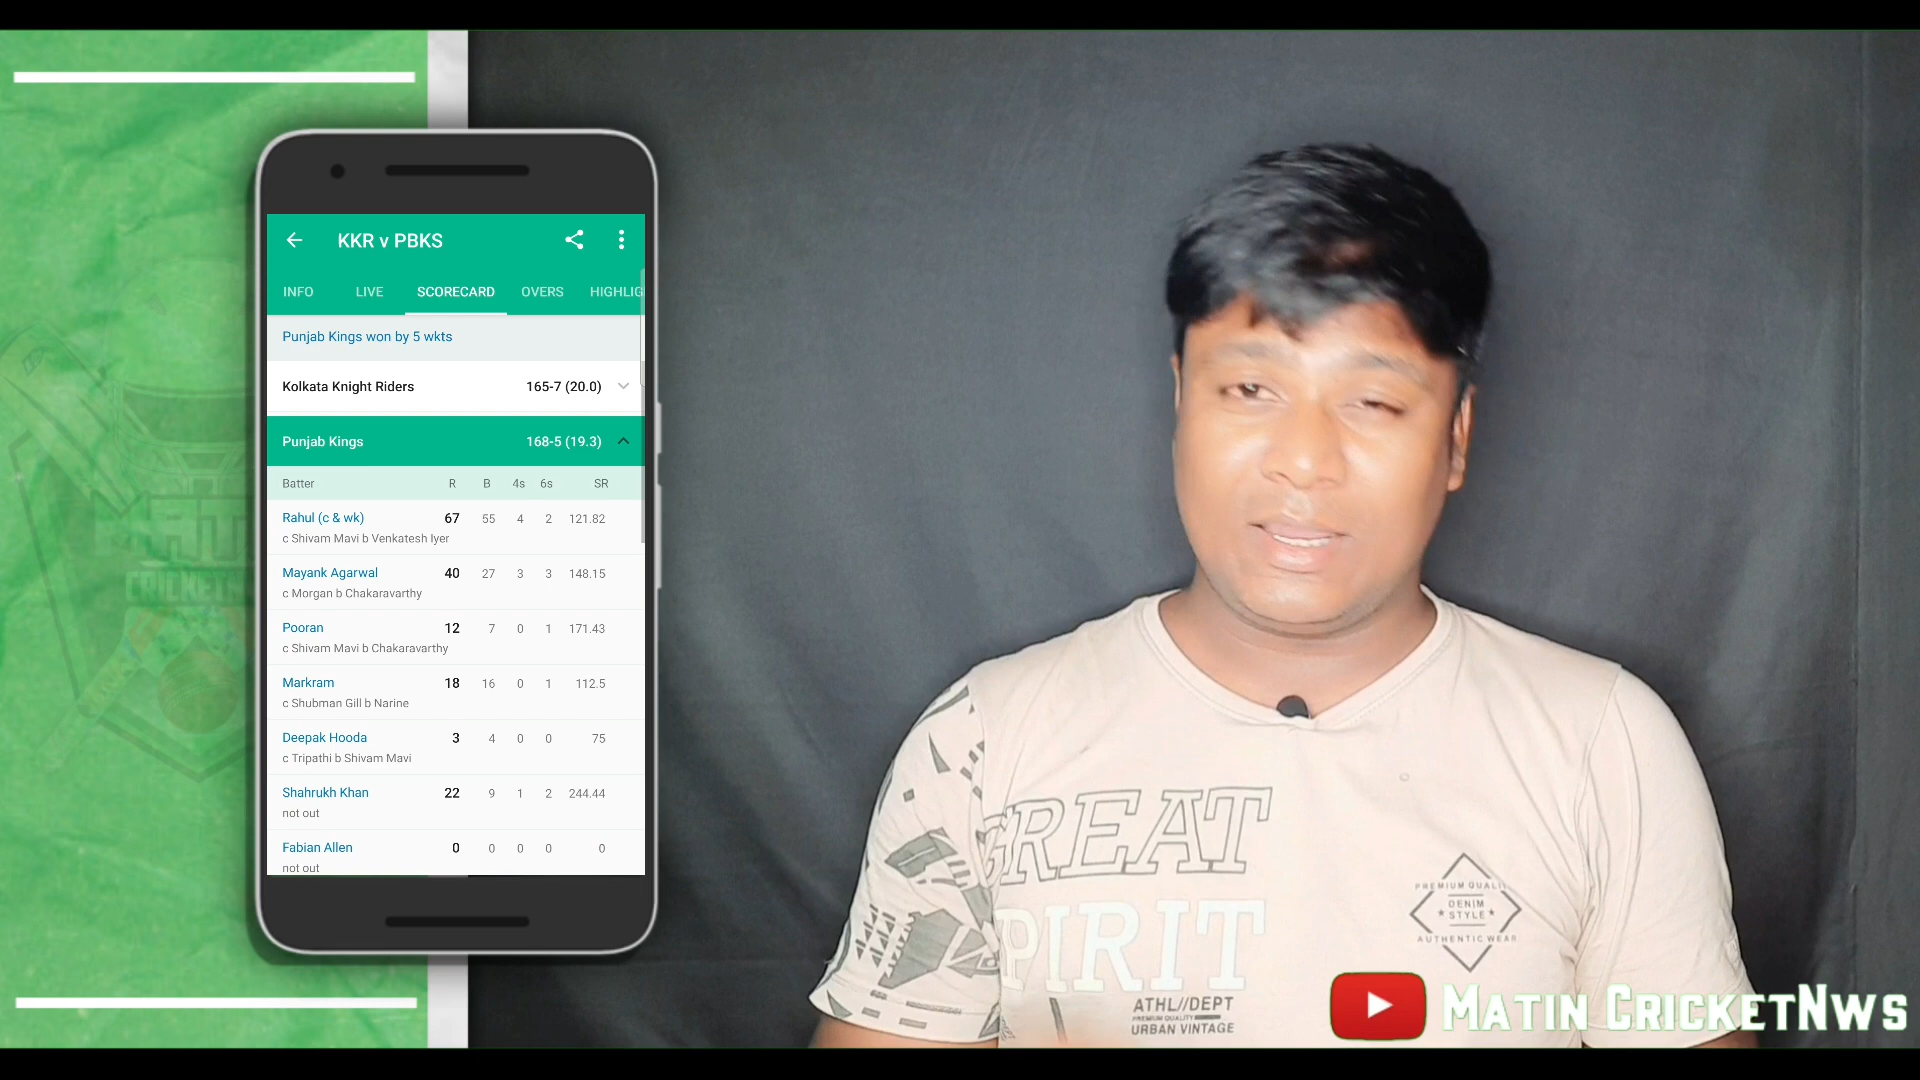 KKR v PBKS
INFO LIVE SCORECARD OVERS HIGHLIG
Punjab Kings won by 5 wkts
Kolkata Knight Riders 165-7 (20.0)
Punjab Kings 168-5 (19.3)
Batter R B 4s 6s SR
Rahul (c & wk) 67 55 4 2 121.82
c Shivam Mavi b Venkatesh Iyer
Mayank Agarwal 40 27 3 3 148.15
c Morgan b Chakaravarthy
Pooran 12 7 0 1 171.43
c Shivam Mavi b Chakaravarthy
Markram 18 16 0 1 112.5
c Shubman Gill b Narine
Deepak Hooda 3 4 0 0 75
c Tripathi b Shivam Mavi
Shahrukh Khan 22 9 1 2 244.44
not out
Fabian Allen 0 0 0 0 0
not out
GREAT
SPIRIT
ATHL//DEPT
PREMIUM QUALITY
URBAN VINTAGE
PREMIUM QUALI
DENIM
STYLE
AUTHENTIC WEAR
MATIN CRICKETNWS